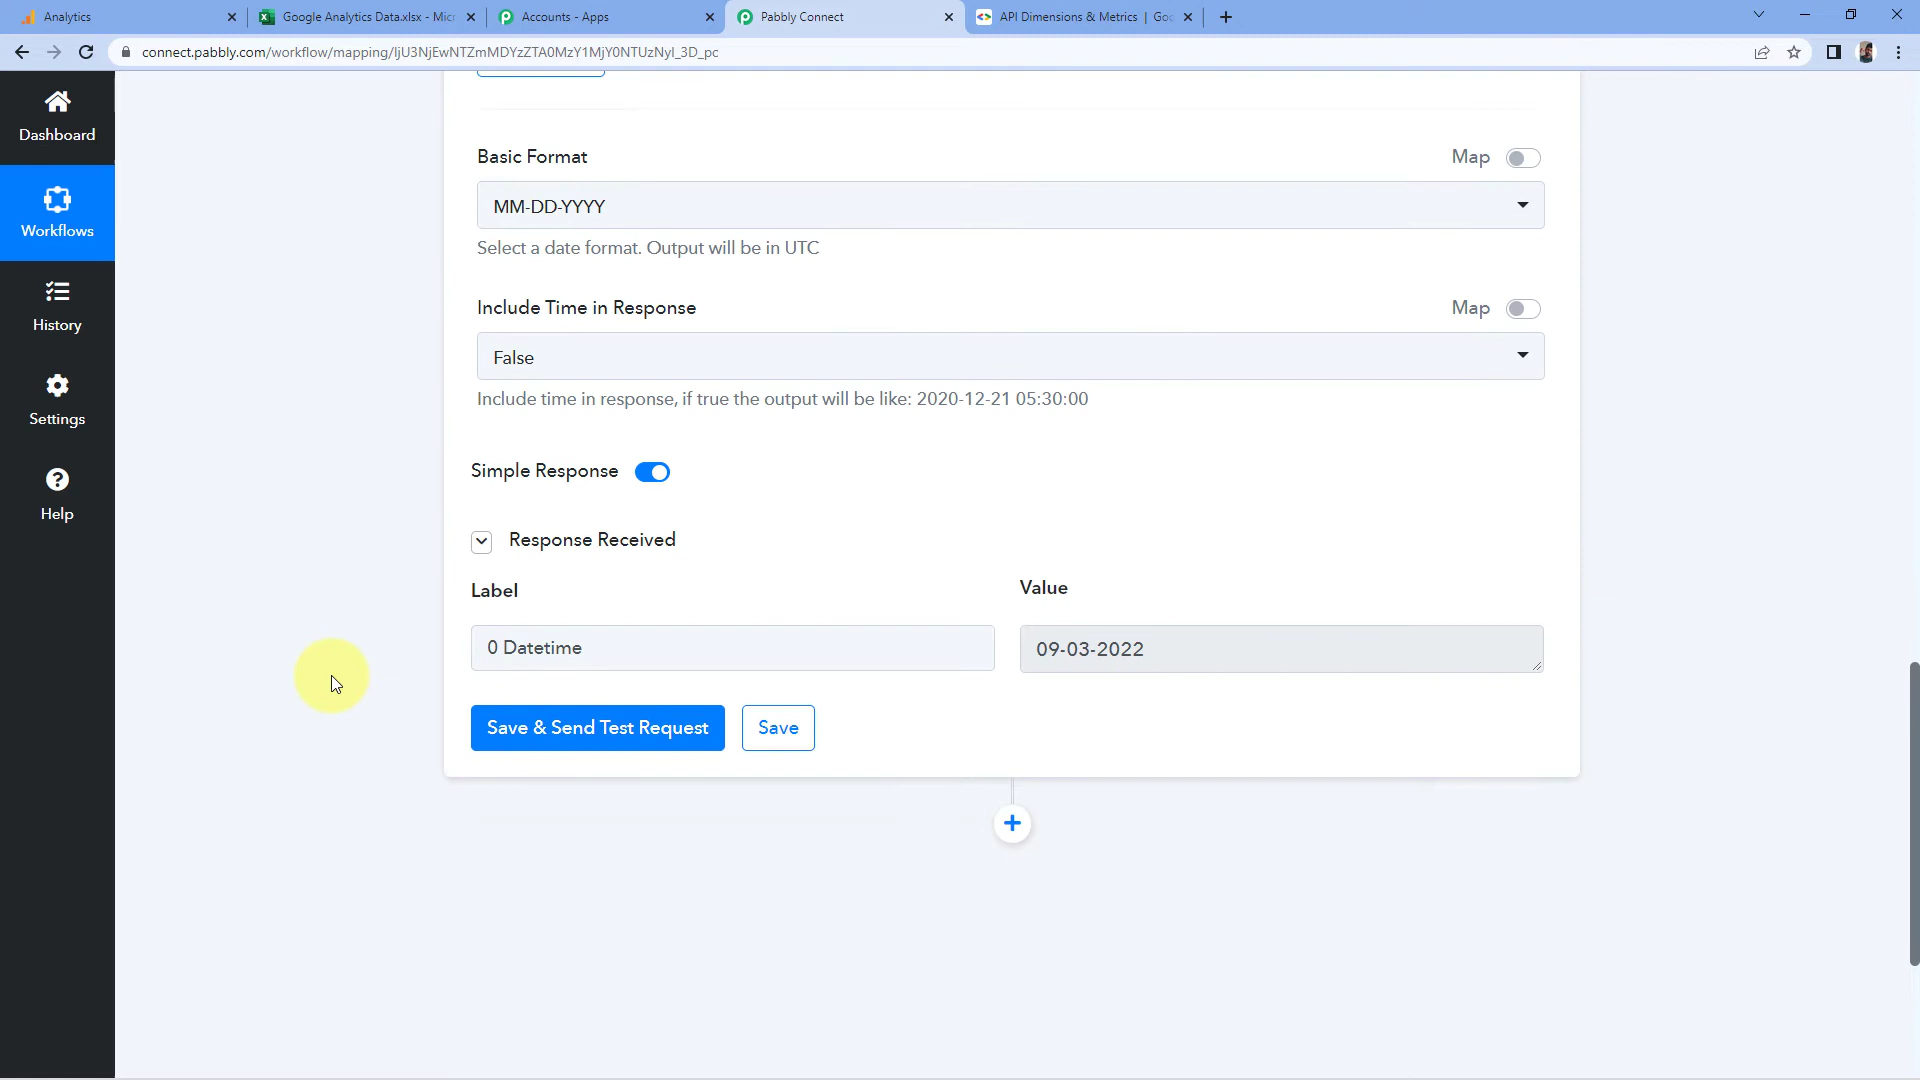 Analytics
Google Analytics Data.xlsx - Micr
Accounts - Apps
Pabbly Connect
API Dimensions & Metrics | Goo
connect.pabbly.com/workflow/mapping/
Dashboard
Workflows
History
Settings
Help
Basic Format
Map
MM-DD-YYYY
Select a date format. Output will be in UTC
Include Time in Response
Map
False
Include time in response, if true the output will be like: 2020-12-21 05:30:00
Simple Response
Response Received
Label
Value
0 Datetime
09-03-2022
Save & Send Test Request
Save